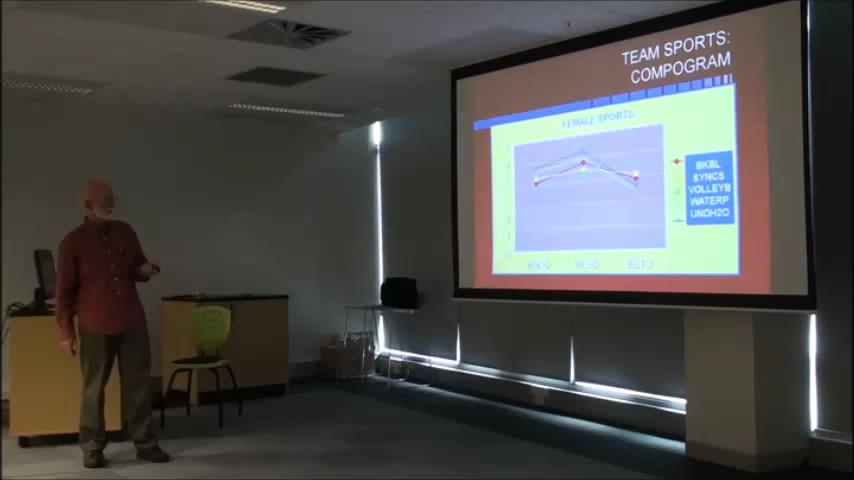 TEAM SPORTS:
COMPOGRAM
FEMALE SPORTS
BKBL
SYNCS
VOLLEYB
WATERP
UNDH2O
ENDO MESO ECTO